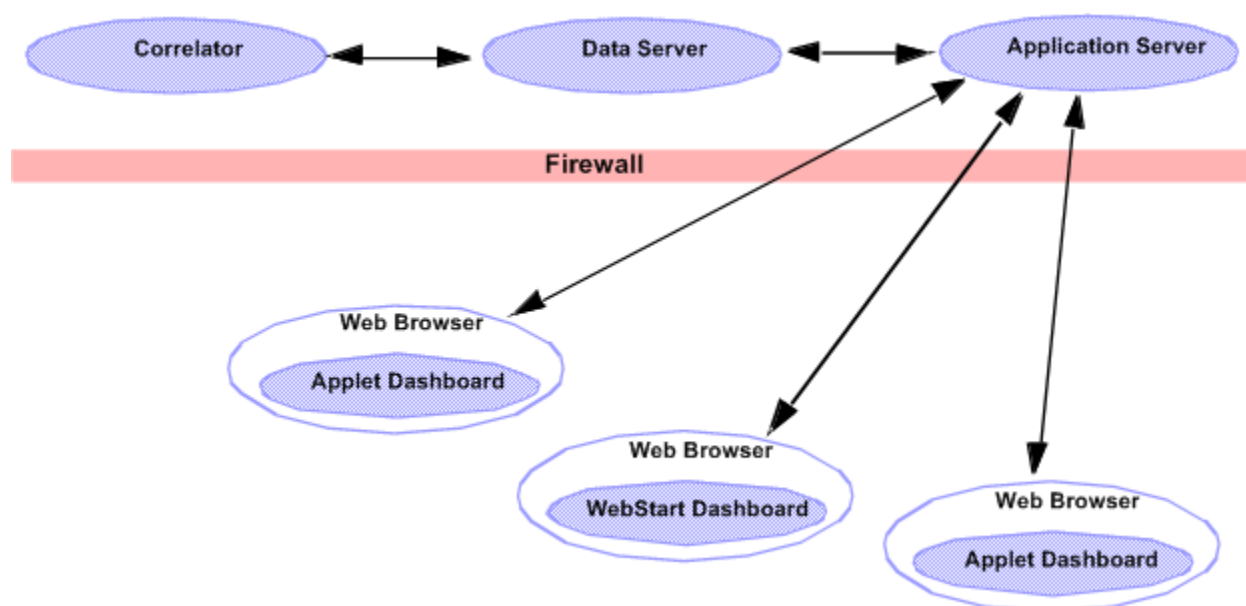 Correlator
Data Server
Application Server
Firewall
Web Browser
Applet Dashboard
Web Browser
WebStart Dashboard
Web Browser
Applet Dashboard